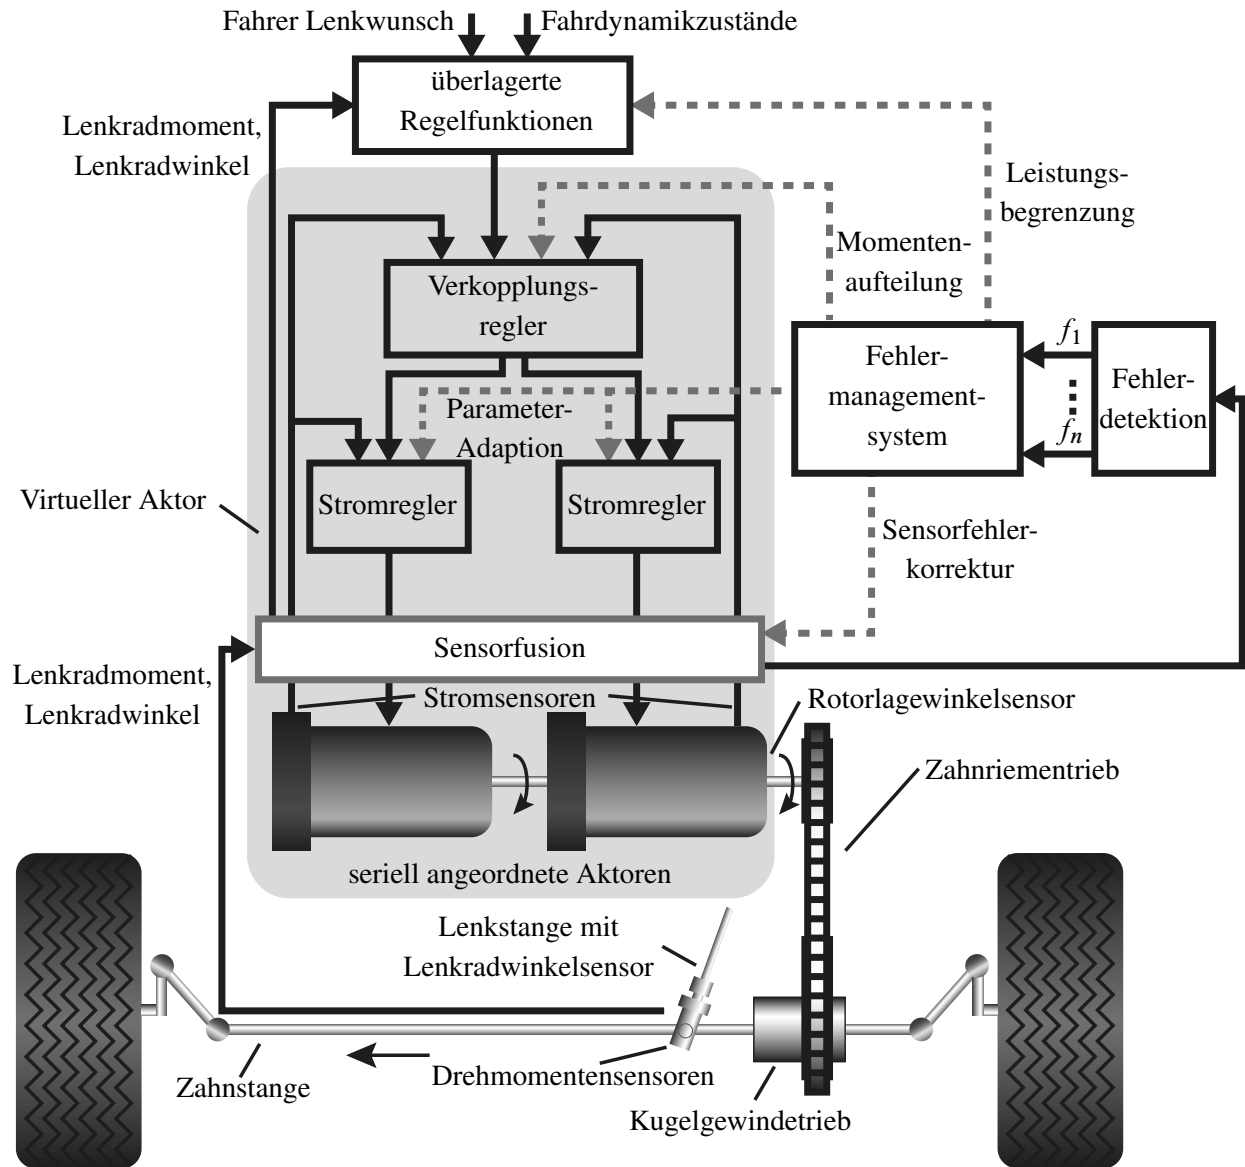 Fahrer Lenkwunsch
Fahrdynamikzustände
überlagerte
Regelfunktionen
Lenkradmoment,
Lenkradwinkel
Leistungs-
begrenzung
Momenten-
aufteilung
Verkopplungs-
regler
Fehler-
management-
system
f1
fn
Fehler-
detektion
Parameter-
Adaption
Stromregler
Stromregler
Virtueller Aktor
Sensorfehler-
korrektur
Sensorfusion
Lenkradmoment,
Lenkradwinkel
Stromsensoren
Rotorlagewinkelsensor
Zahnriementrieb
seriell angeordnete Aktoren
Lenkstange mit
Lenkradwinkelsensor
Drehmomentensensoren
Zahnstange
Kugelgewindetrieb